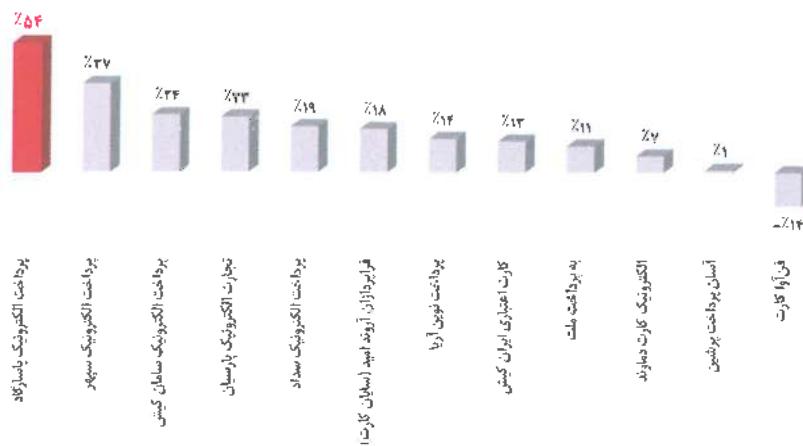 ٪۵۴
٪۳۷
٪۲۴
٪۲۳
٪۱۹
٪۱۸
٪۱۴
٪۱۳
٪۱۱
٪۷
٪۱
-٪۱۴
پرداخت الکترونیک پاسارگاد
پرداخت الکترونیک سپهر
پرداخت الکترونیک سامان کیش
تجارت الکترونیک پارسیان
پرداخت الکترونیک سداد
فراپردازان آروند امید (سایان کارت)
پرداخت نوین آریا
کارت اعتباری ایران کیش
به پرداخت ملت
الکترونیک کارت دماوند
آسان پرداخت پرشین
فن‌آوا کارت